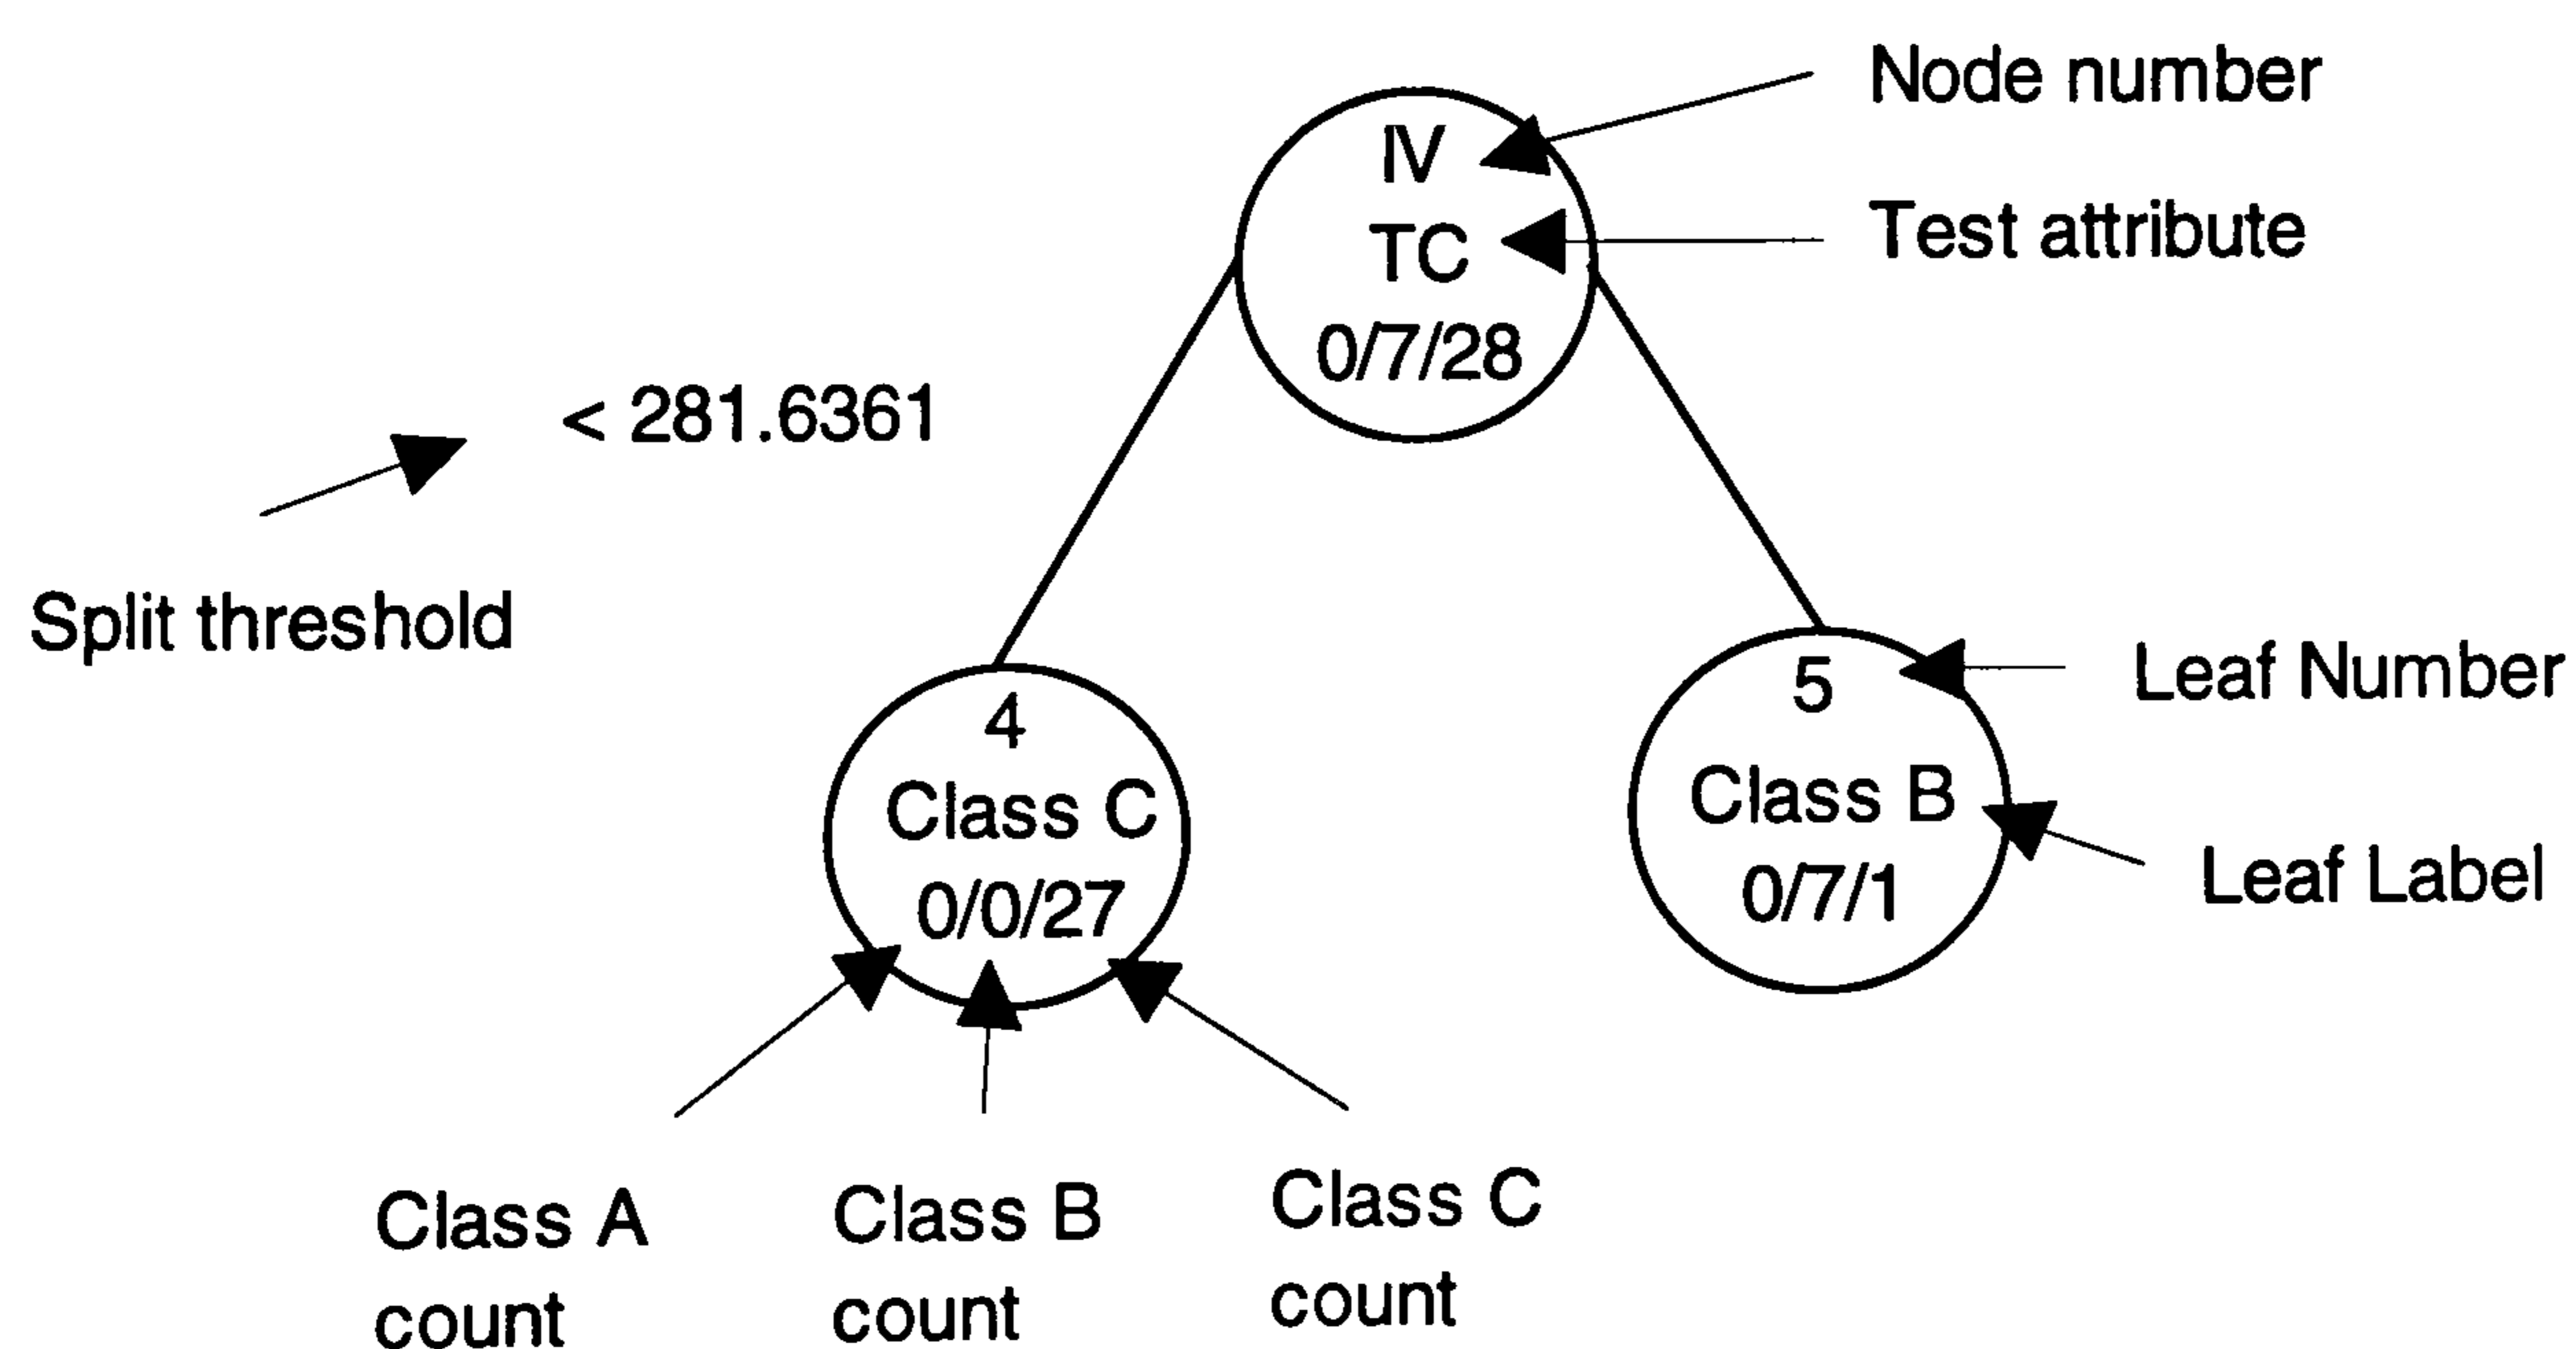 Node number
IV
Test attribute
TC
0/7/28
< 281.6361
Split threshold
4
Class C
0/0/27
5
Leaf Number
Class B
0/7/1
Leaf Label
Class A
count
Class B
count
Class C
count